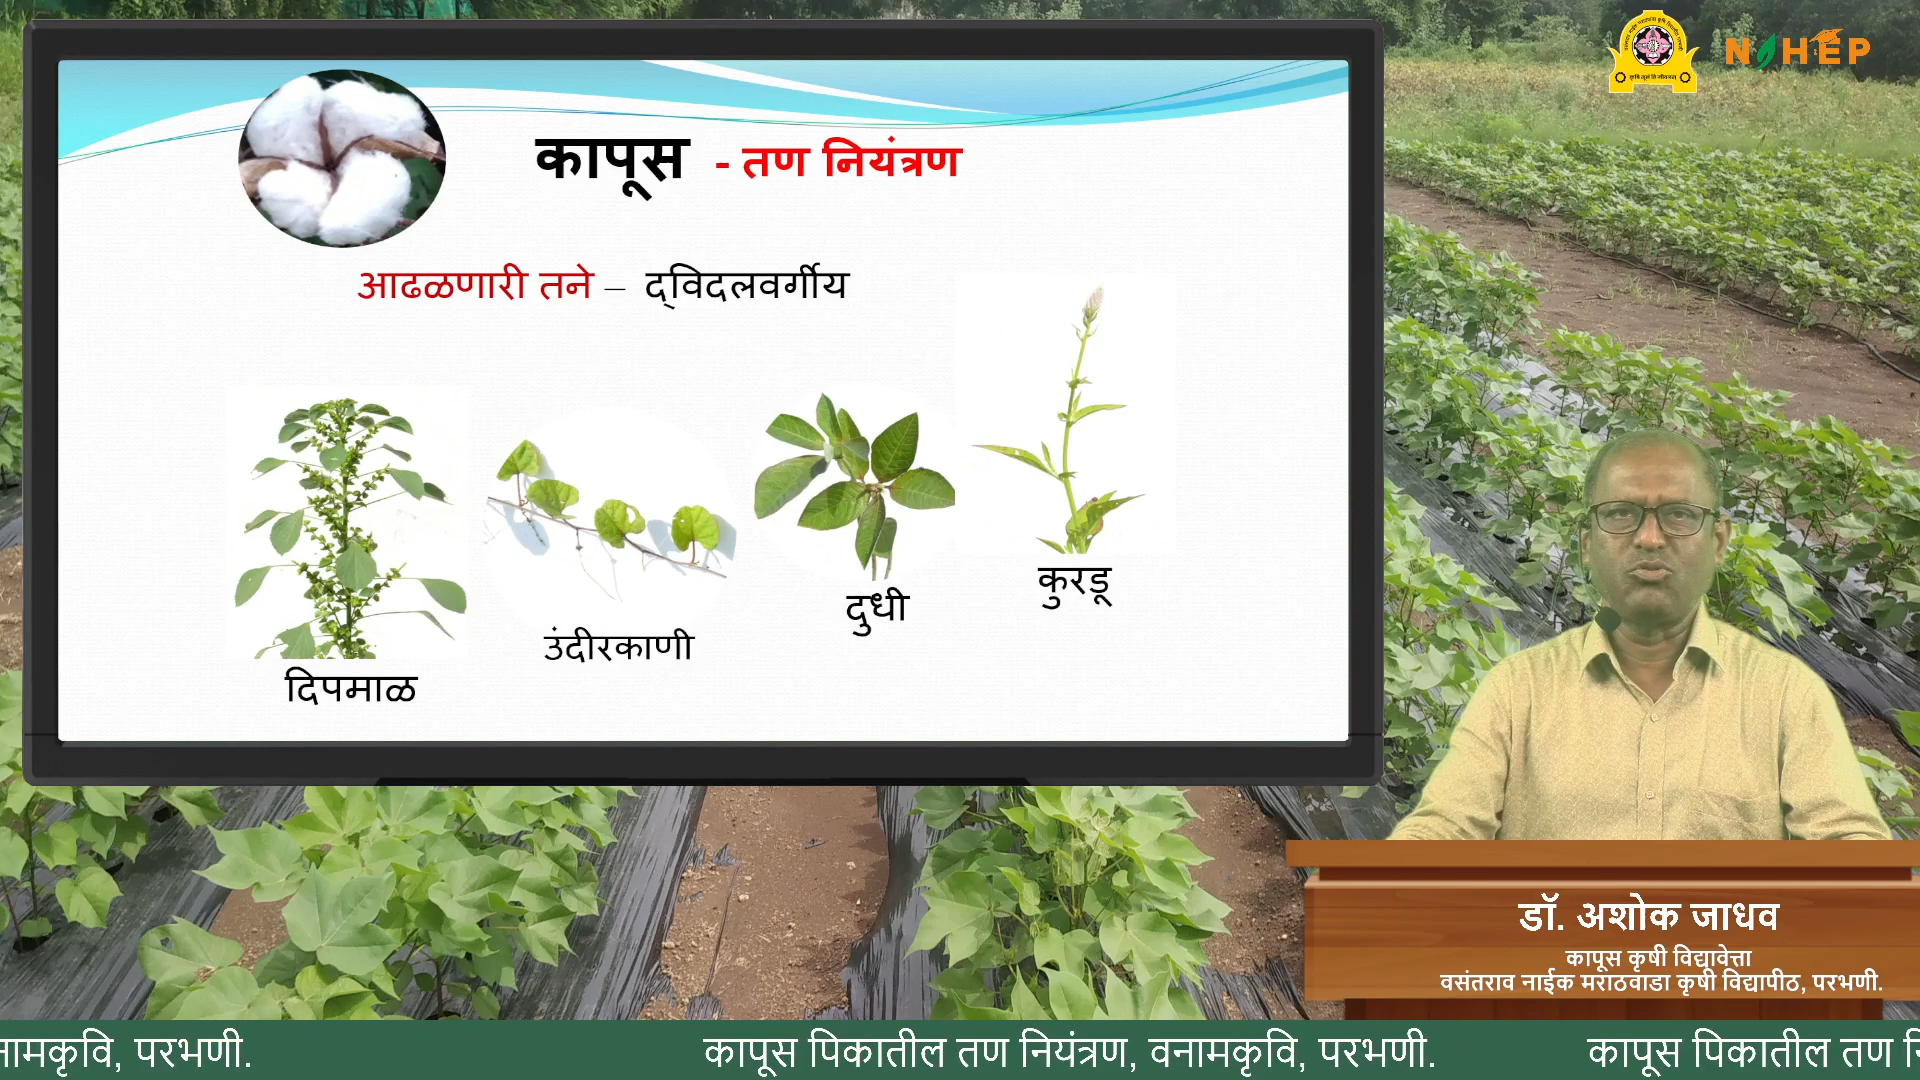 NAHEP
कापूस - तण नियंत्रण
आढळणारी तने – द्विदलवर्गीय
दिपमाळ
उंदीरकाणी
दुधी
कुरडू
डॉ. अशोक जाधव
कापूस कृषी विद्यावेत्ता
वसंतराव नाईक मराठवाडा कृषी विद्यापीठ, परभणी.
नामकृवि, परभणी. कापूस पिकातील तण नियंत्रण, वनामकृवि, परभणी. कापूस पिकातील तण